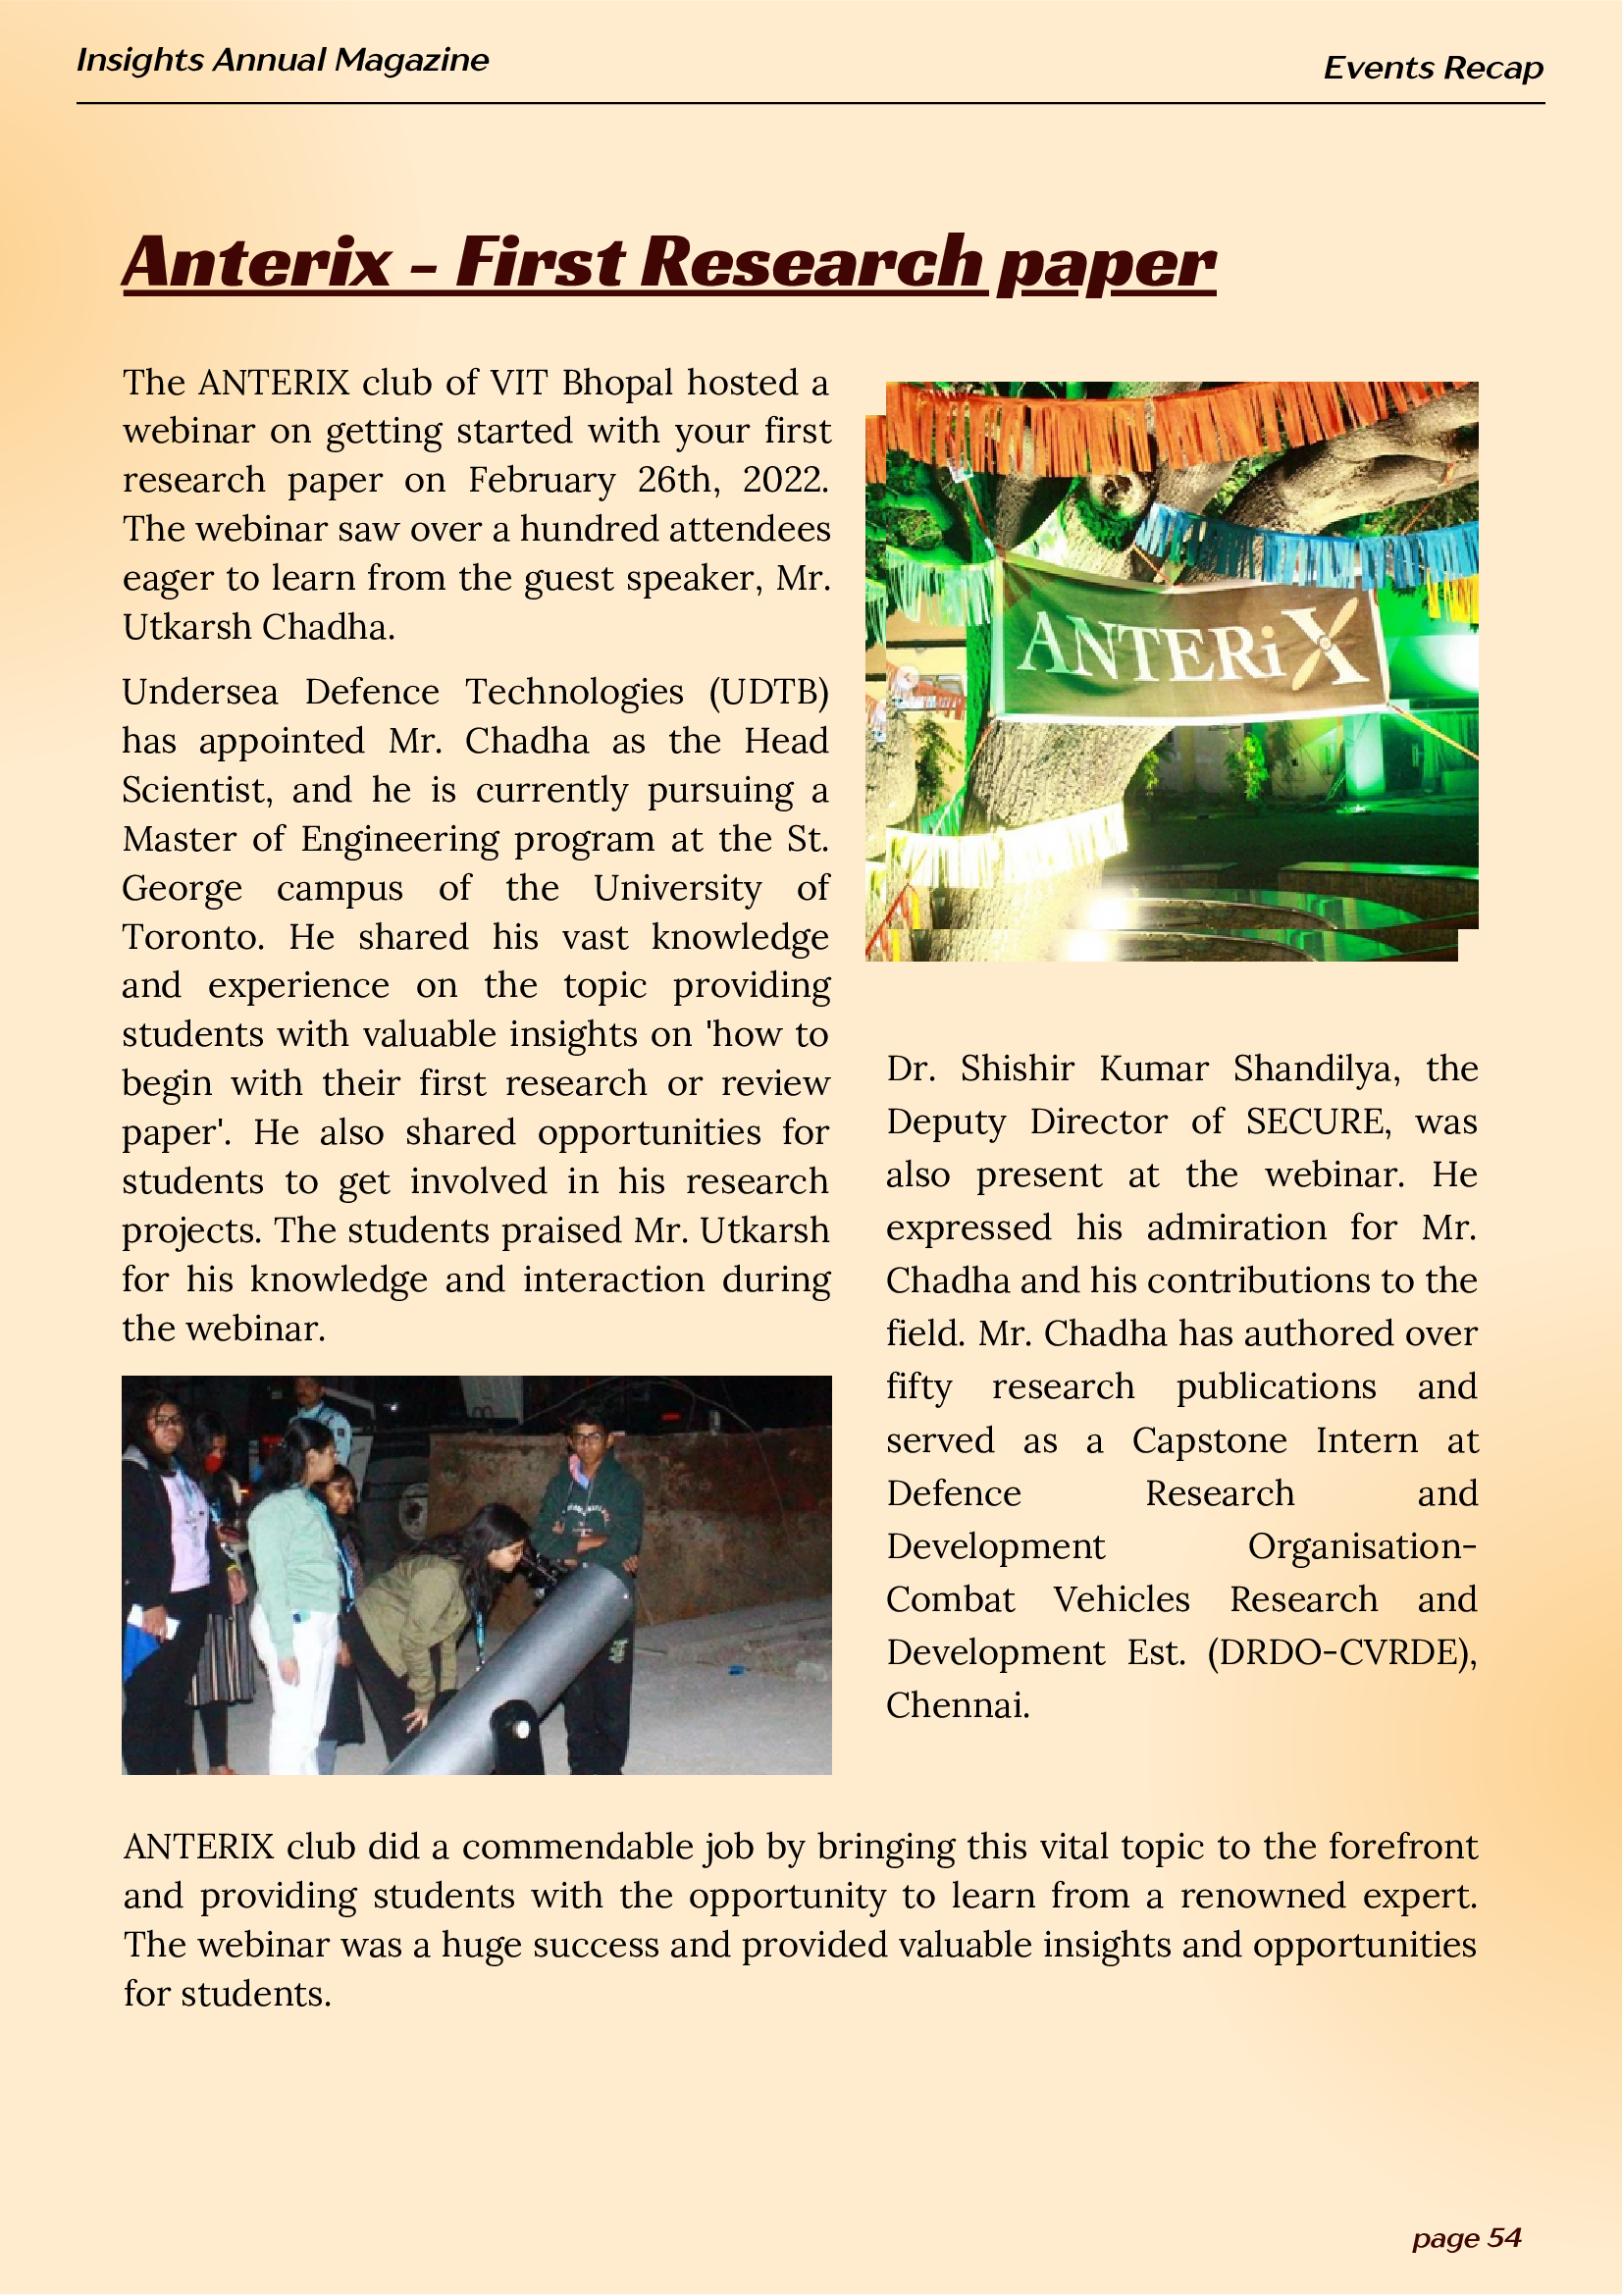 Insights Annual Magazine
Events Recap
Anterix - First Research paper
The ANTERIX club of VIT Bhopal hosted a
webinar on getting started with your first
research paper on February 26th, 2022.
The webinar saw over a hundred attendees
eager to learn from the guest speaker, Mr.
Utkarsh Chadha.
Undersea Defence Technologies (UDTB)
has appointed Mr. Chadha as the Head
Scientist, and he is currently pursuing a
Master of Engineering program at the St.
George campus of the University of
Toronto. He shared his vast knowledge
and experience on the topic providing
students with valuable insights on 'how to
begin with their first research or review
paper'. He also shared opportunities for
students to get involved in his research
projects. The students praised Mr. Utkarsh
for his knowledge and interaction during
the webinar.
ANTERiX
Dr. Shishir Kumar Shandilya, the
Deputy Director of SECURE, was
also present at the webinar. He
expressed his admiration for Mr.
Chadha and his contributions to the
field. Mr. Chadha has authored over
fifty research publications and
served as a Capstone Intern at
Defence Research and
Development Organisation-
Combat Vehicles Research and
Development Est. (DRDO-CVRDE),
Chennai.
ANTERIX club did a commendable job by bringing this vital topic to the forefront
and providing students with the opportunity to learn from a renowned expert.
The webinar was a huge success and provided valuable insights and opportunities
for students.
page 54